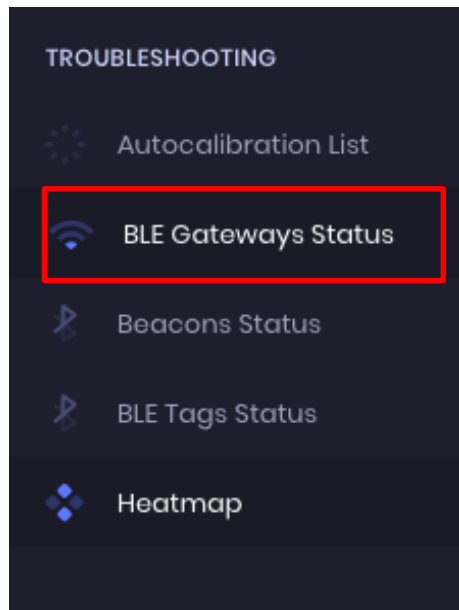 TROUBLESHOOTING
Autocalibration List
BLE Gateways Status
Beacons Status
BLE Tags Status
Heatmap